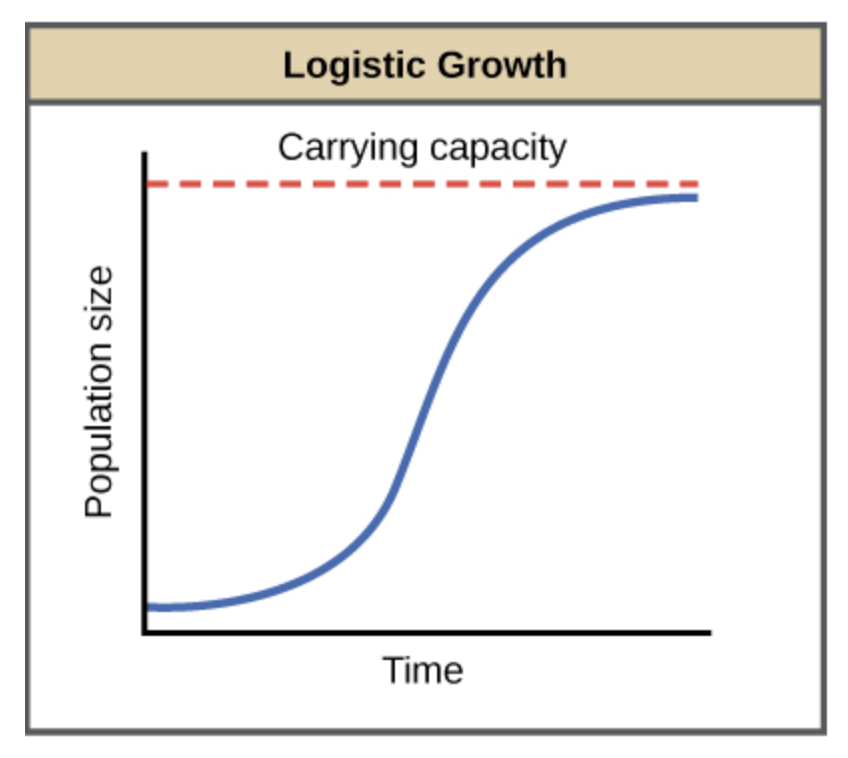 Logistic Growth
Carrying capacity
Population size
Time